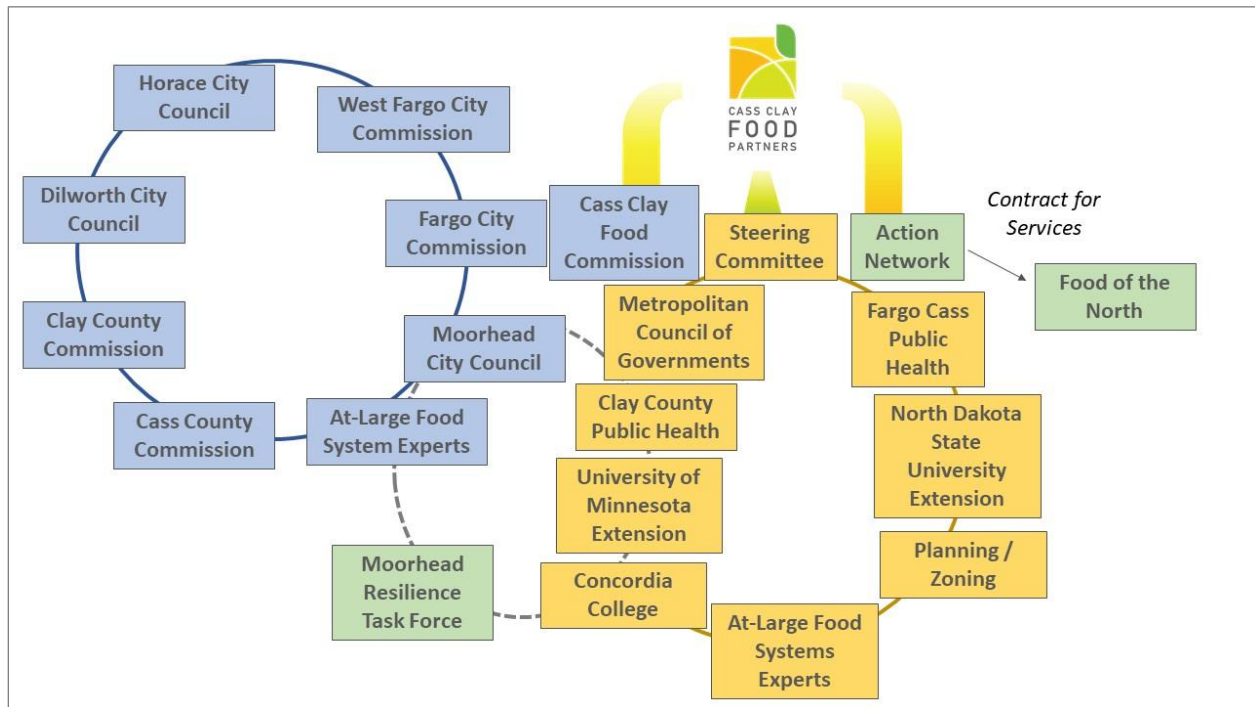 CASS CLAY
FOOD
PARTNERS
Horace City
Council
West Fargo City
Commission
Dilworth City
Council
Fargo City
Commission
Clay County
Commission
Moorhead
City Council
Cass County
Commission
At-Large Food
System Experts
Cass Clay
Food
Commission
Steering
Committee
Action
Network
Contract for
Services
Food of the
North
Metropolitan
Council of
Governments
Fargo Cass
Public
Health
Clay County
Public Health
North Dakota
State
University
Extension
University of
Minnesota
Extension
Planning /
Zoning
Moorhead
Resilience
Task Force
Concordia
College
At-Large Food
Systems
Experts